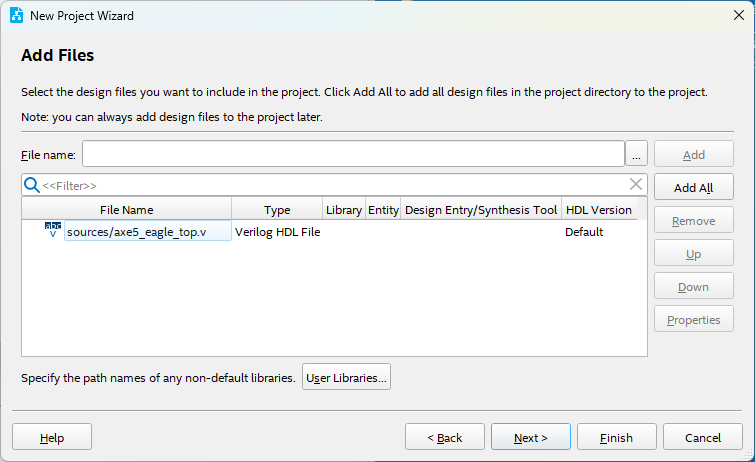 New Project Wizard
Add Files
Select the design files you want to include in the project. Click Add All to add all design files in the project directory to the project.
Note: you can always add design files to the project later.
File name: ... Add
<<Filter>> Add All
File Name Type Library Entity Design Entry/Synthesis Tool HDL Version
abc v sources/axe5_eagle_top.v Verilog HDL File Default
Remove
Up
Down
Properties
Specify the path names of any non-default libraries. User Libraries...
Help < Back Next > Finish Cancel